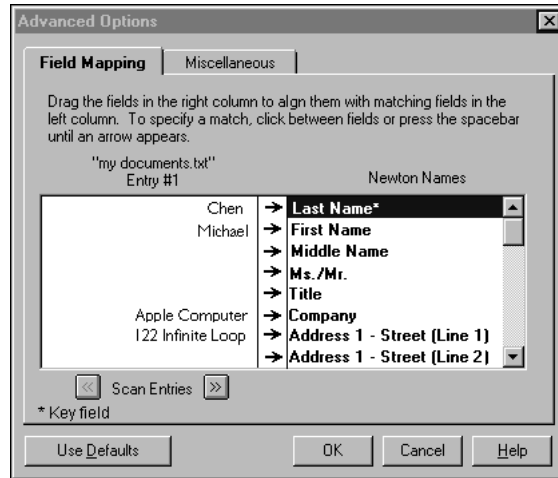 Advanced Options
Field Mapping Miscellaneous
Drag the fields in the right column to algn them with matching fields in the
left column. To specify a match, click between fields or press the spacebar
until an arrow appears.
"my documents.txt"
Entry #1 Newton Names
Chen → Last Name*
Michael → First Name
→ Middle Name
→ Ms./Mr.
→ Title
Apple Computer → Company
122 Infinite Loop → Address 1 - Street (Line 1)
→ Address 1 - Street (Line 2)
<< Scan Entries >>
* Key field
Use Defaults OK Cancel Help